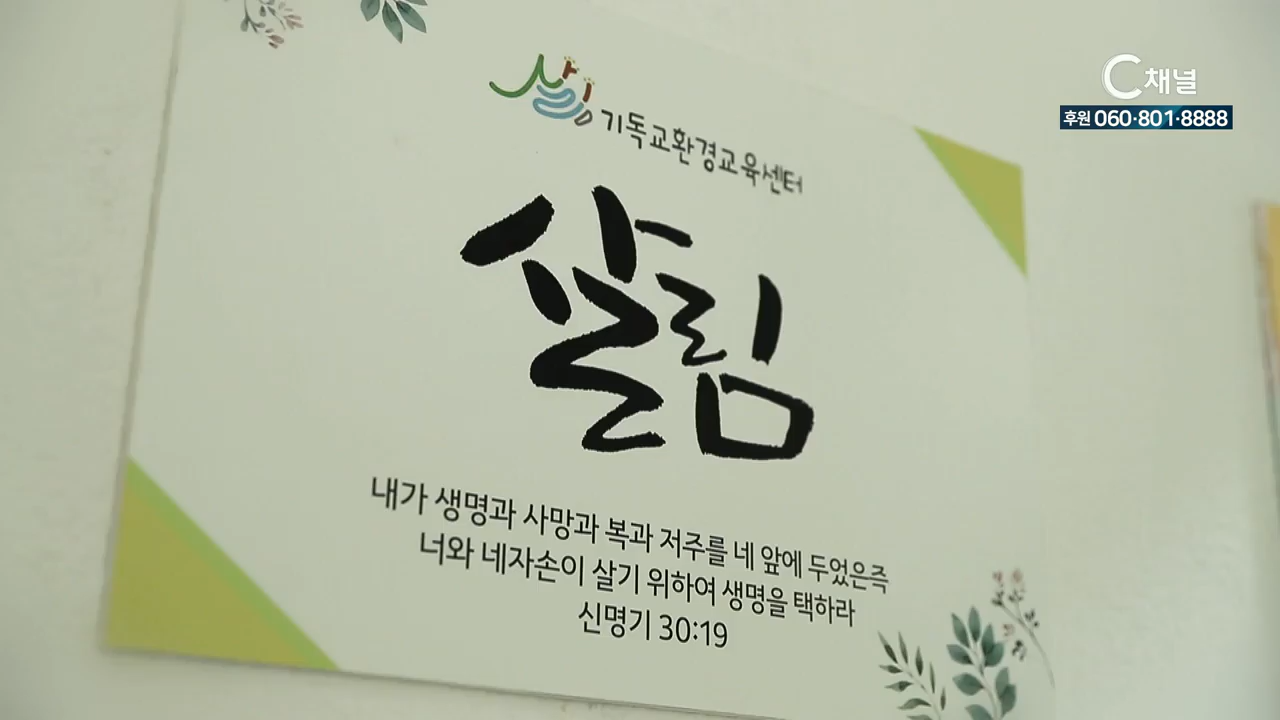 C채널
후원 060·801·8888
살림 기독교환경교육센터
살림
내가 생명과 사망과 복과 저주를 네 앞에 두었은즉
너와 네자손이 살기 위하여 생명을 택하라
신명기 30:19